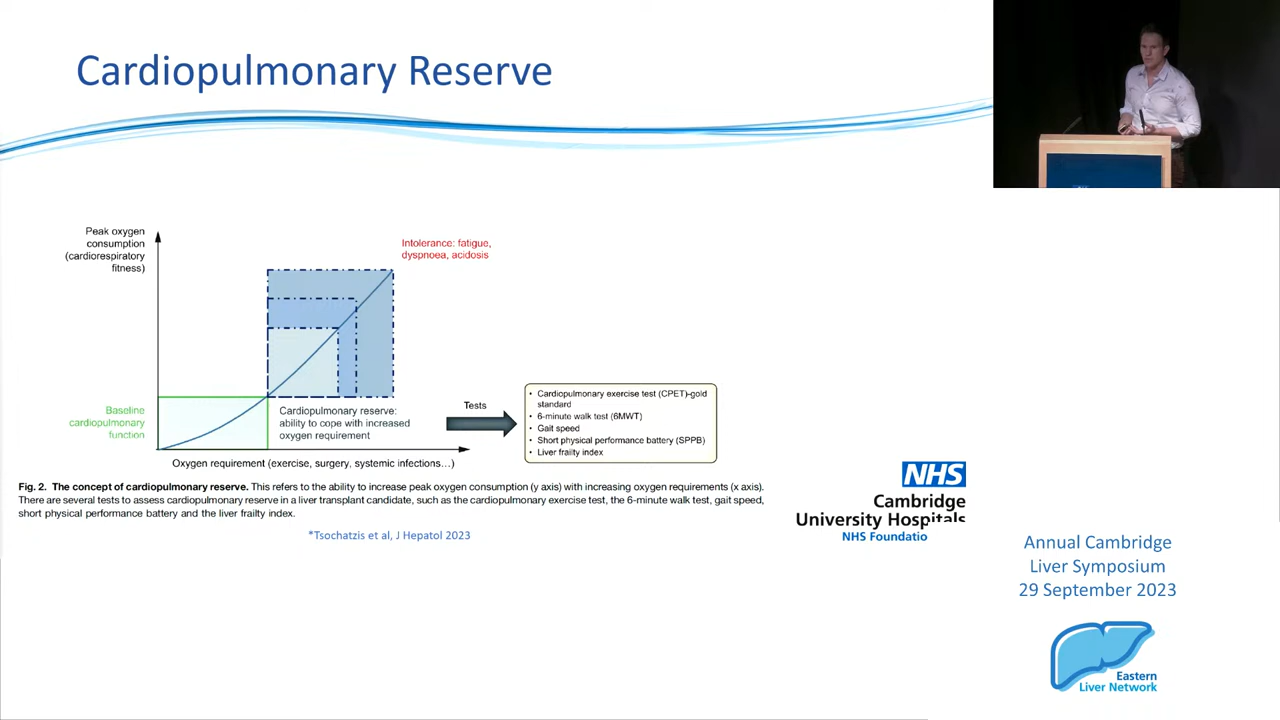 Cardiopulmonary Reserve
Peak oxygen
consumption
(cardiorespiratory
fitness)
Intolerance: fatigue,
dyspnoea, acidosis
Baseline
cardiopulmonary
function
Cardiopulmonary reserve:
ability to cope with increased
oxygen requirement
Oxygen requirement (exercise, surgery, systemic infections…)
Tests
• Cardiopulmonary exercise test (CPET)-gold
standard
• 6-minute walk test (6MWT)
• Gait speed
• Short physical performance battery (SPPB)
• Liver frailty index
Fig. 2. The concept of cardiopulmonary reserve. This refers to the ability to increase peak oxygen consumption (y axis) with increasing oxygen requirements (x axis).
There are several tests to assess cardiopulmonary reserve in a liver transplant candidate, such as the cardiopulmonary exercise test, the 6-minute walk test, gait speed,
short physical performance battery and the liver frailty index.
*Tsochatzis et al, J Hepatol 2023
NHS
Cambridge
University Hospitals
NHS Foundatio
Annual Cambridge
Liver Symposium
29 September 2023
Eastern
Liver Network